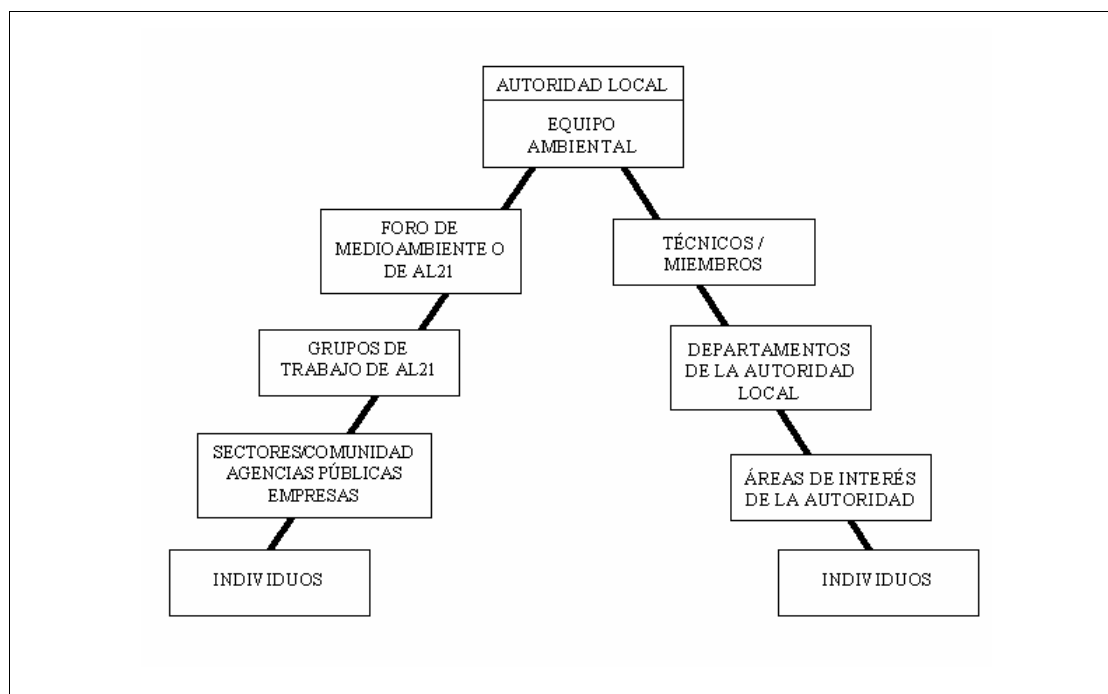 AUTORIDAD LOCAL
EQUIPO
AMBIENTAL
FORO DE
MEDIOAMBIENTE O
DE AL21
TÉCNICOS /
MIEMBROS
GRUPOS DE
TRABAJO DE AL21
DEPARTAMENTOS
DE LA AUTORIDAD
LOCAL
SECTORES/COMUNIDAD
AGENCIAS PÚBLICAS
EMPRESAS
ÁREAS DE INTERÉS
DE LA AUTORIDAD
INDIVIDUOS
INDIVIDUOS